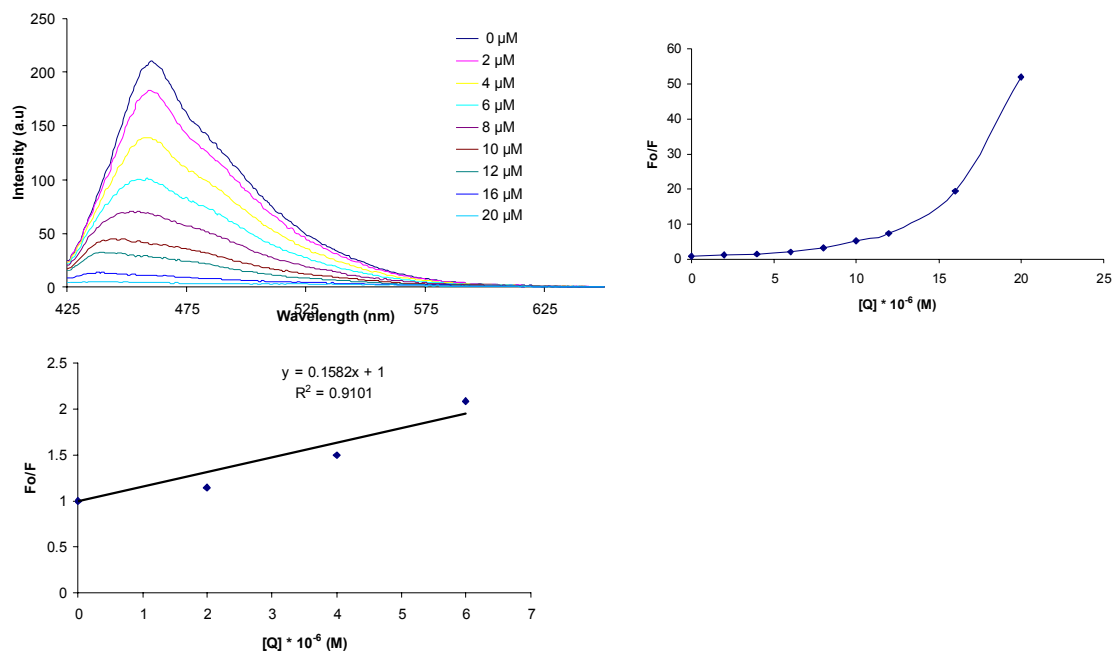 250
200
150
100
50
0
Intensity (a.u)
425
475
525
575
625
Wavelength (nm)
0 µM
2 µM
4 µM
6 µM
8 µM
10 µM
12 µM
16 µM
20 µM
60
50
40
30
20
10
0
Fo/F
0
5
10
15
20
25
[Q] * 10⁻⁶ (M)
y = 0.1582x + 1
R² = 0.9101
2.5
2
1.5
1
0.5
0
Fo/F
0
1
2
3
4
5
6
7
[Q] * 10⁻⁶ (M)